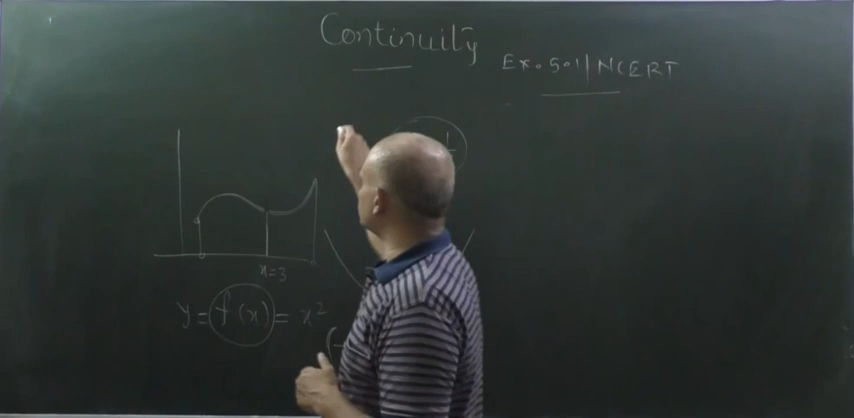 Continuity
Ex. 5.1 | NCERT
x=3
y = f(x) = x²